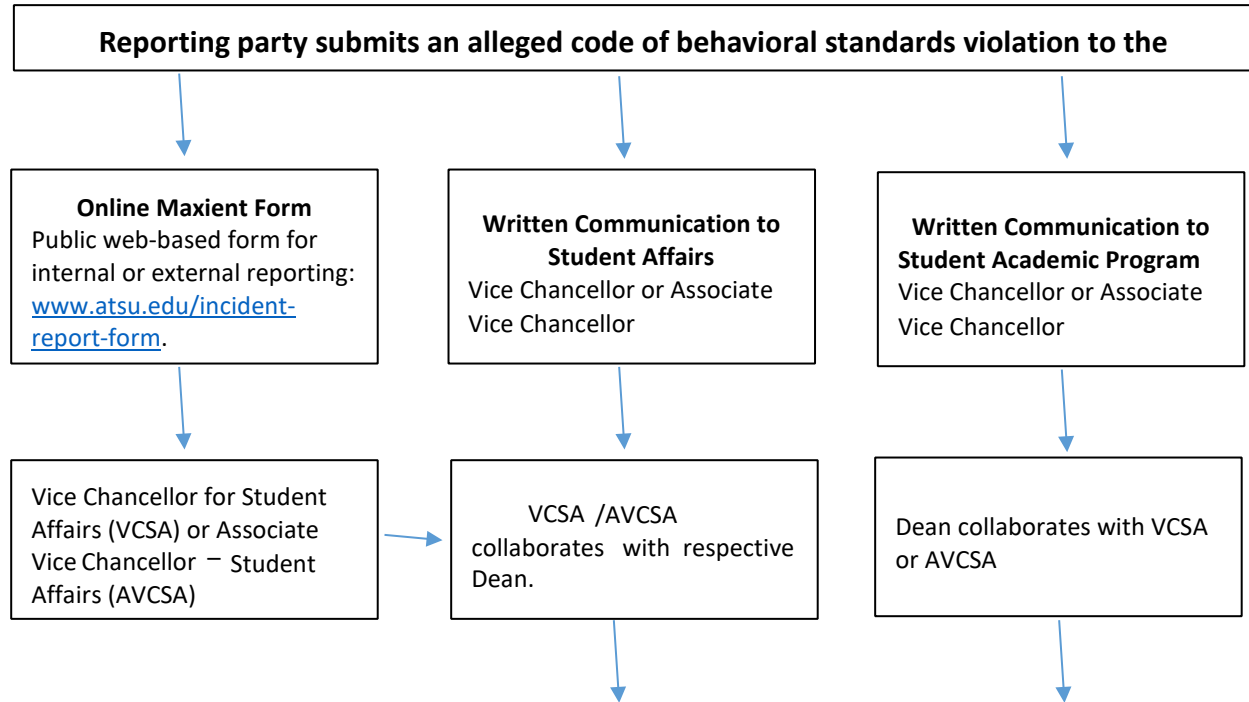 Reporting party submits an alleged code of behavioral standards violation to the
Online Maxient Form
Public web-based form for
internal or external reporting:
www.atsu.edu/incident-
report-form.
Written Communication to
Student Affairs
Vice Chancellor or Associate
Vice Chancellor
Written Communication to
Student Academic Program
Vice Chancellor or Associate
Vice Chancellor
Vice Chancellor for Student
Affairs (VCSA) or Associate
Vice Chancellor – Student
Affairs (AVCSA)
VCSA /AVCSA
collaborates with respective
Dean.
Dean collaborates with VCSA
or AVCSA